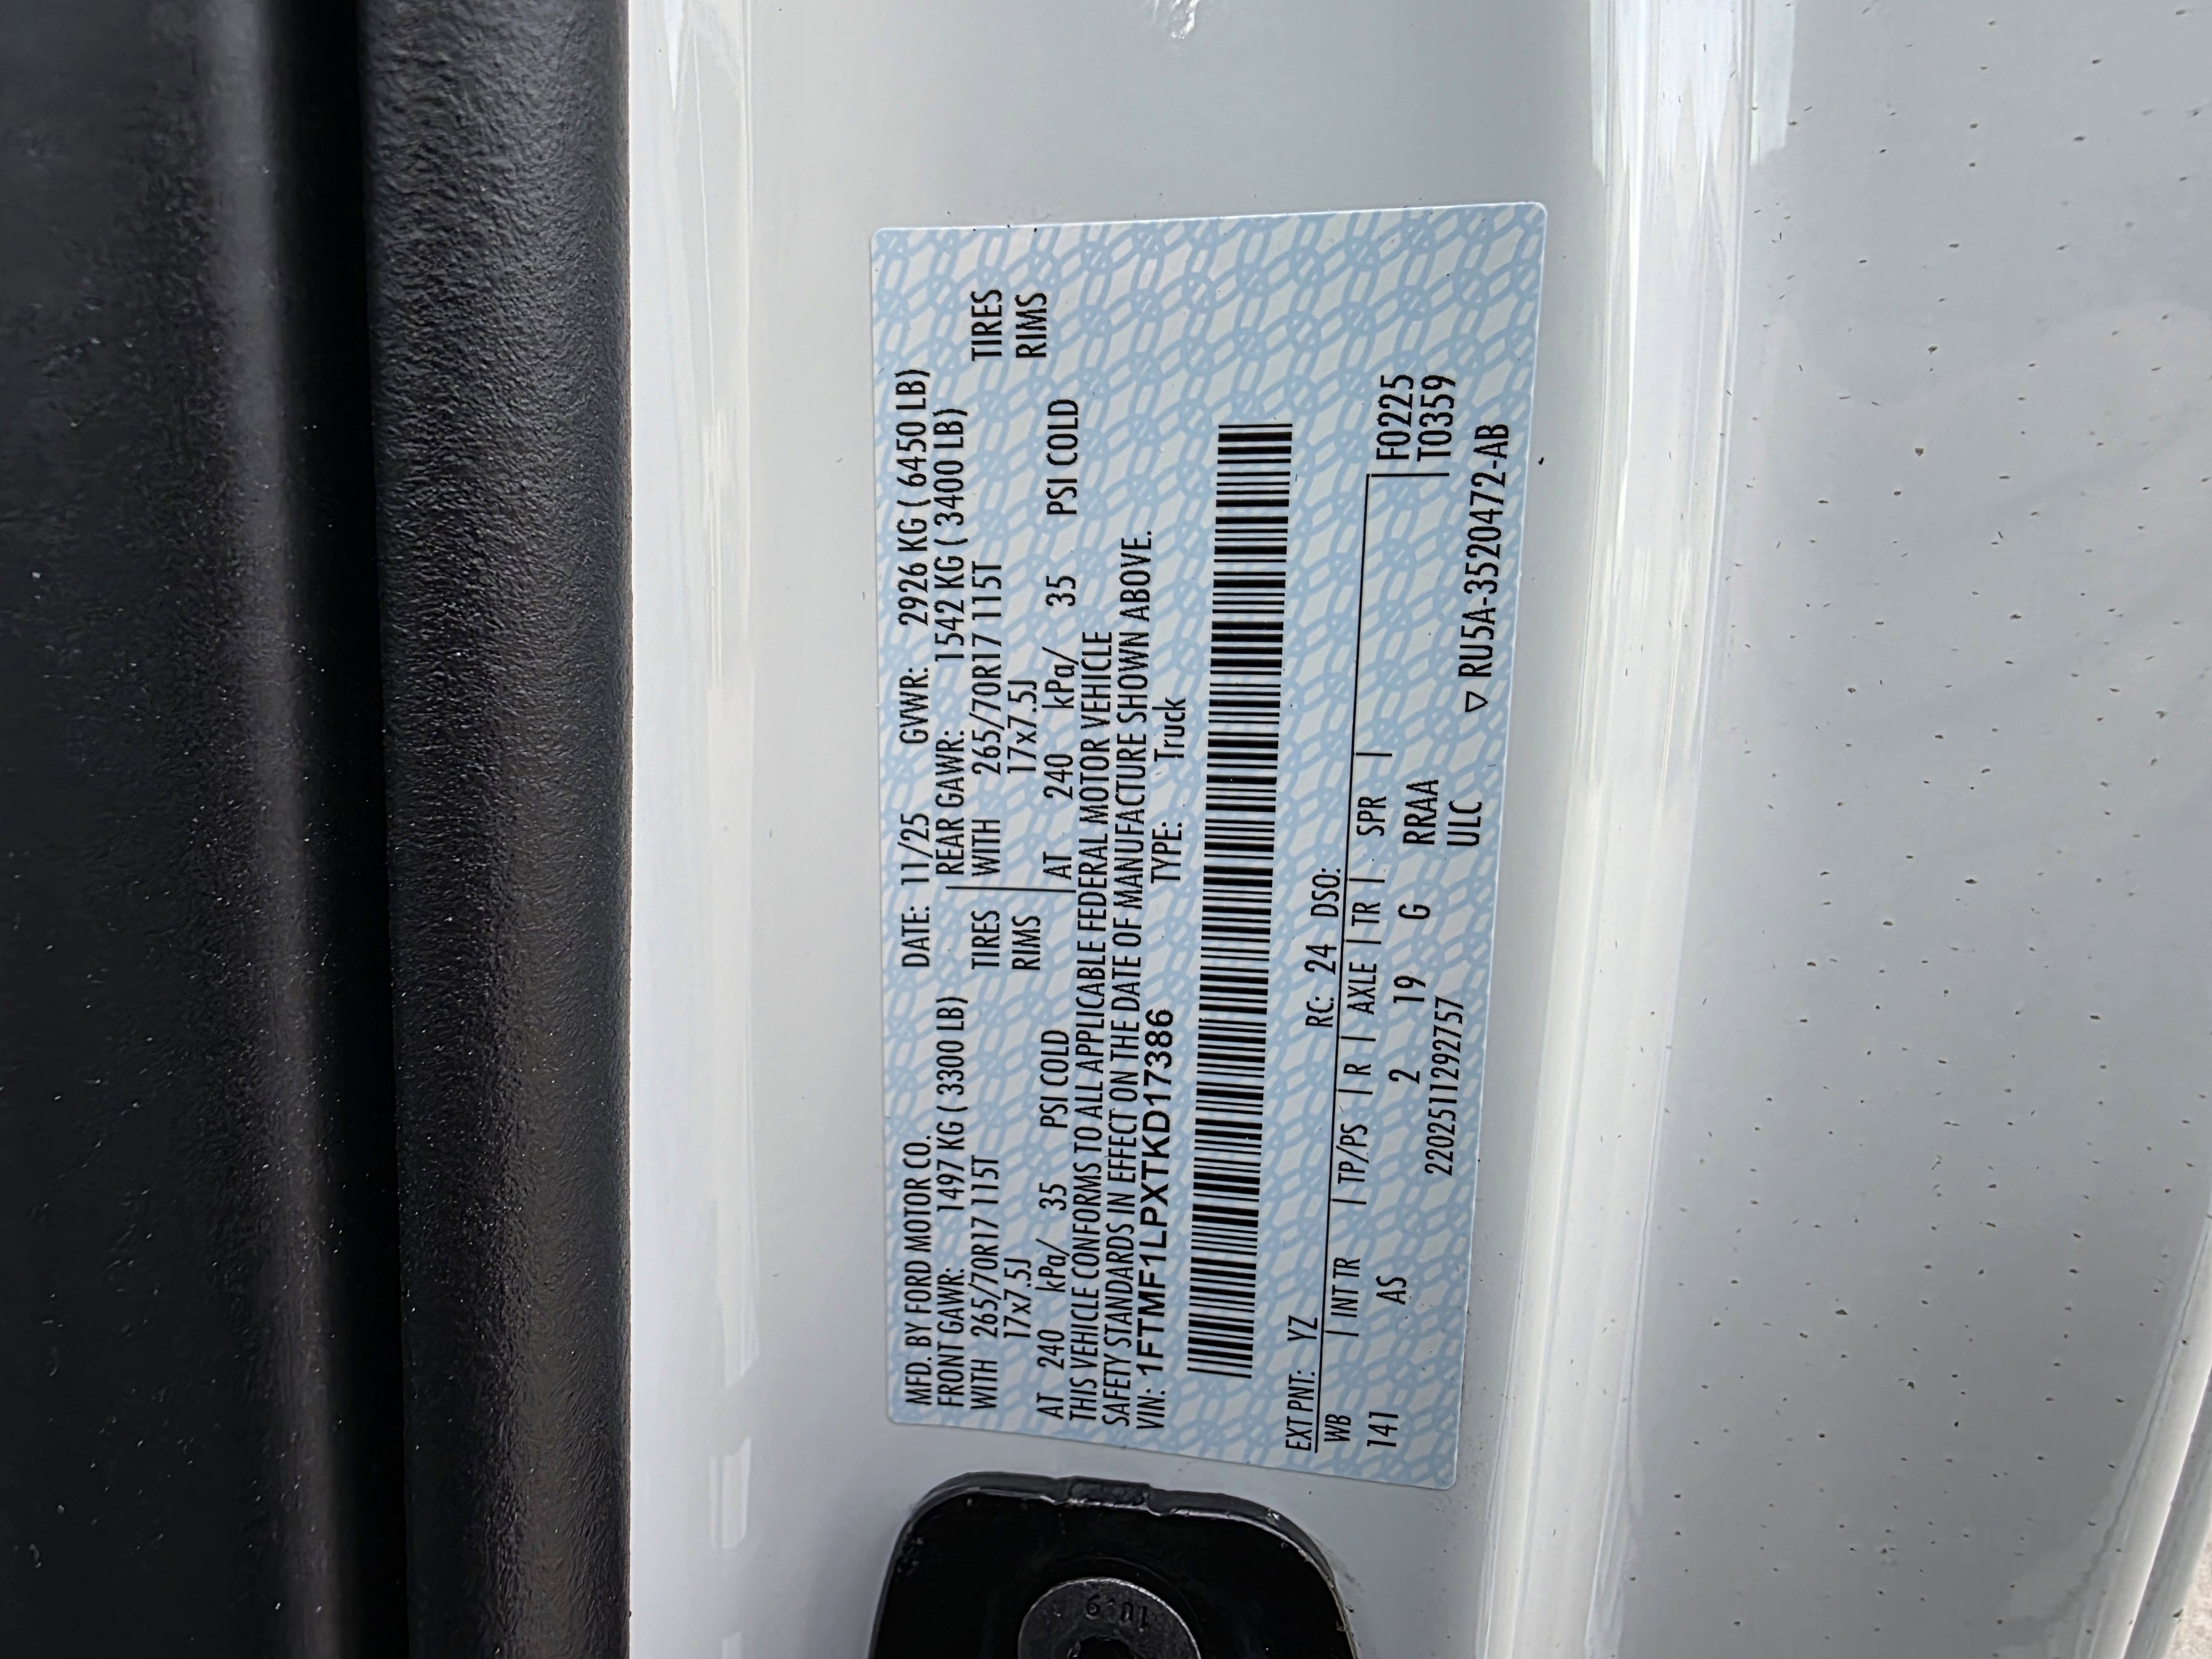 MFD. BY FORD MOTOR CO. DATE: 11/25 GVWR: 2926 KG ( 6450 LB)
FRONT GAWR: 1497 KG ( 3300 LB) REAR GAWR: 1542 KG ( 3400 LB)
WITH 265/70R17 115T TIRES WITH 265/70R17 115T TIRES
17x7.5J RIMS 17x7.5J RIMS
AT 240 kPa/ 35 PSI COLD AT 240 kPa/ 35 PSI COLD
THIS VEHICLE CONFORMS TO ALL APPLICABLE FEDERAL MOTOR VEHICLE
SAFETY STANDARDS IN EFFECT ON THE DATE OF MANUFACTURE SHOWN ABOVE.
VIN: 1FTMF1LPXTKD17386 TYPE: Truck
EXT PNT: YZ RC: 24 DSO:
WB | INT TR | TP/PS | R | AXLE | TR | SPR | F0225
141 AS 2 19 G RRAA T0359
2202511292757 ULC
▽ RU5A-3520472-AB
10.9